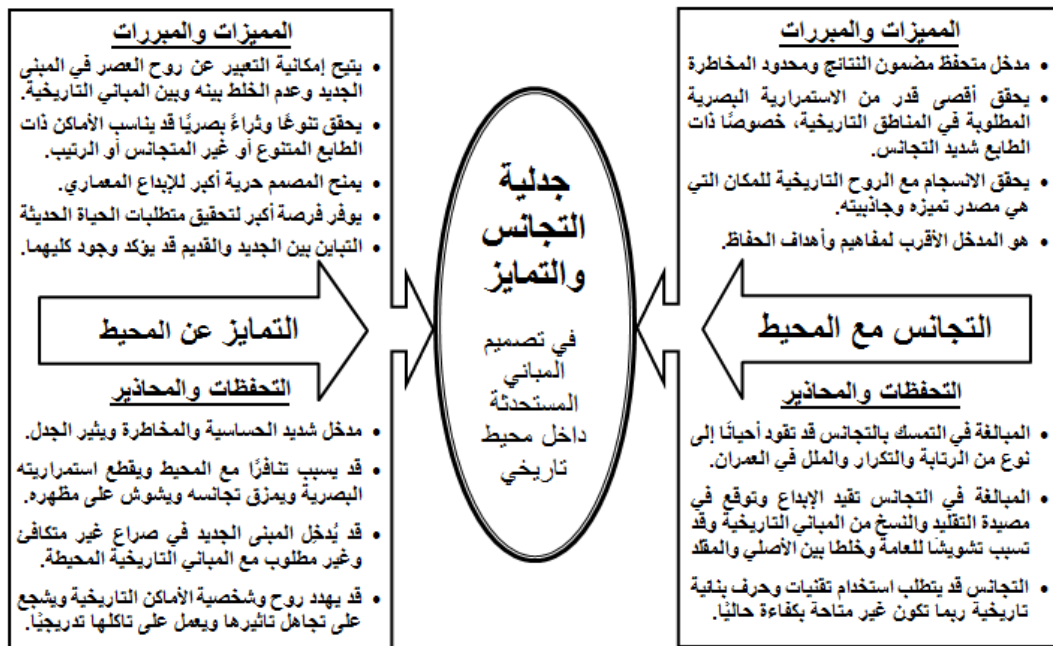 المميزات والمبررات
• مدخل متحفظ مضمون النتائج ومحدود المخاطرة
• يحقق أقصى قدر من الاستمرارية البصرية
المطلوبة في المناطق التاريخية، خصوصًا ذات
الطابع شديد التجانس.
• يحقق الانسجام مع الروح التاريخية للمكان التي
هي مصدر تميزه وجاذبيته.
• هو المدخل الأقرب لمفاهيم وأهداف الحفاظ.
التجانس مع المحيط
التحفظات والمحاذير
• المبالغة في التمسك بالتجانس قد تقود أحيانًا إلى
نوع من الرتابة والتكرار والملل في العمران.
• المبالغة في التجانس تقيد الإبداع وتوقع في
مصيدة التقليد والنسخ من المباني التاريخية وقد
تسبب تشويشًا للعامة وخلطا بين الأصلي والمقلد
• التجانس قد يتطلب استخدام تقنيات وحرف بنائية
تاريخية ربما تكون غير متاحة بكفاءة حاليًا.
جدلية
التجانس
والتمايز
في تصميم
المباني
المستحدثة
داخل محيط
تاريخي
المميزات والمبررات
• يتيح إمكانية التعبير عن روح العصر في المبنى
الجديد وعدم الخلط بينه وبين المباني التاريخية.
• يحقق تنوعًا وثراءً بصريًا قد يناسب الأماكن ذات
الطابع المتنوع أو غير المتجانس أو الرتيب.
• يمنح المصمم حرية أكبر للإبداع المعماري.
• يوفر فرصة أكبر لتحقيق متطلبات الحياة الحديثة
• التباين بين الجديد والقديم قد يؤكد وجود كليهما.
التمايز عن المحيط
التحفظات والمحاذير
• مدخل شديد الحساسية والمخاطرة ويثير الجدل.
• قد يسبب تنافرًا مع المحيط ويقطع استمراريته
البصرية ويمزق تجانسه ويشوش على مظهره.
• قد يُدخل المبنى الجديد في صراع غير متكافئ
وغير مطلوب مع المباني التاريخية المحيطة.
• قد يهدد روح وشخصية الأماكن التاريخية ويشجع
على تجاهل تاثيرها ويعمل على تاكلها تدريجيًا.